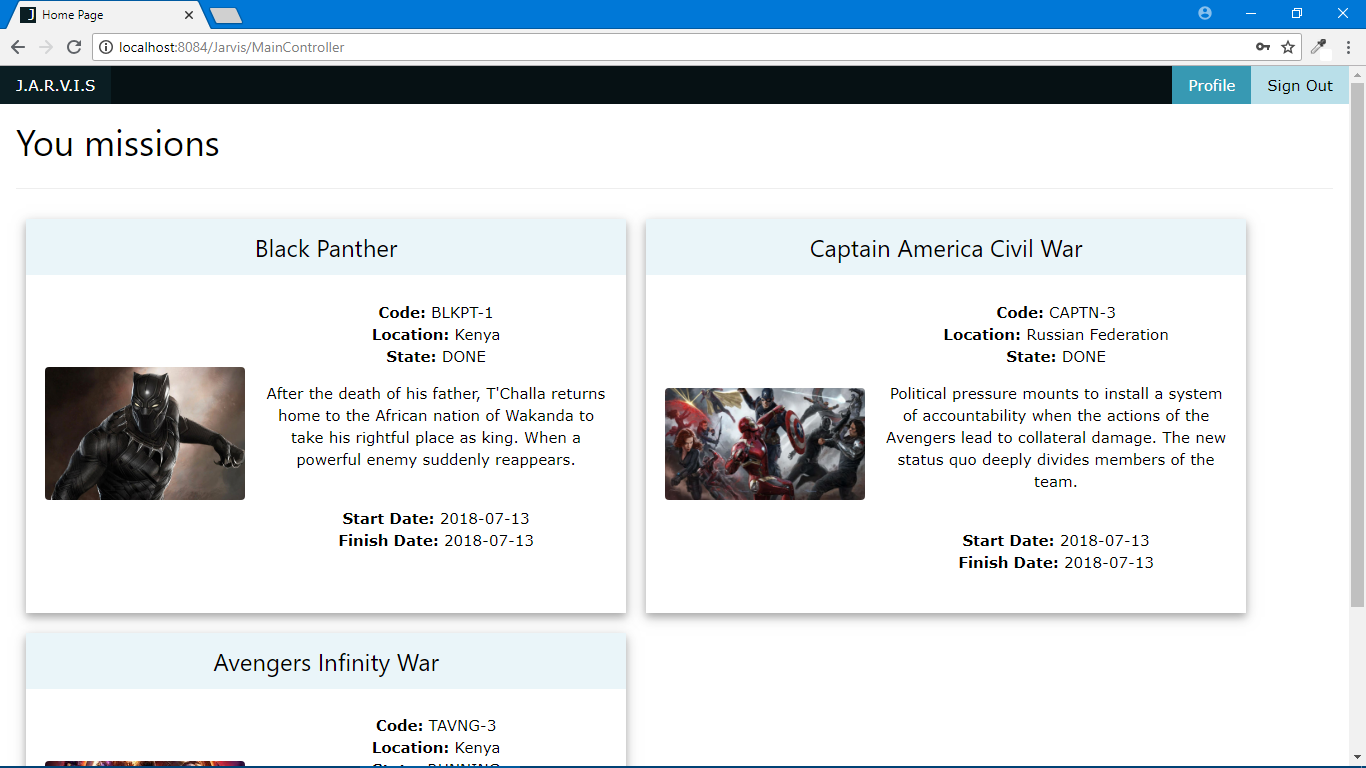 Home Page
localhost:8084/Jarvis/MainController
J.A.R.V.I.S
Profile
Sign Out
You missions
Black Panther
Code: BLKPT-1
Location: Kenya
State: DONE
After the death of his father, T'Challa returns
home to the African nation of Wakanda to
take his rightful place as king. When a
powerful enemy suddenly reappears.
Start Date: 2018-07-13
Finish Date: 2018-07-13
Captain America Civil War
Code: CAPTN-3
Location: Russian Federation
State: DONE
Political pressure mounts to install a system
of accountability when the actions of the
Avengers lead to collateral damage. The new
status quo deeply divides members of the
team.
Start Date: 2018-07-13
Finish Date: 2018-07-13
Avengers Infinity War
Code: TAVNG-3
Location: Kenya
State: RUNNING